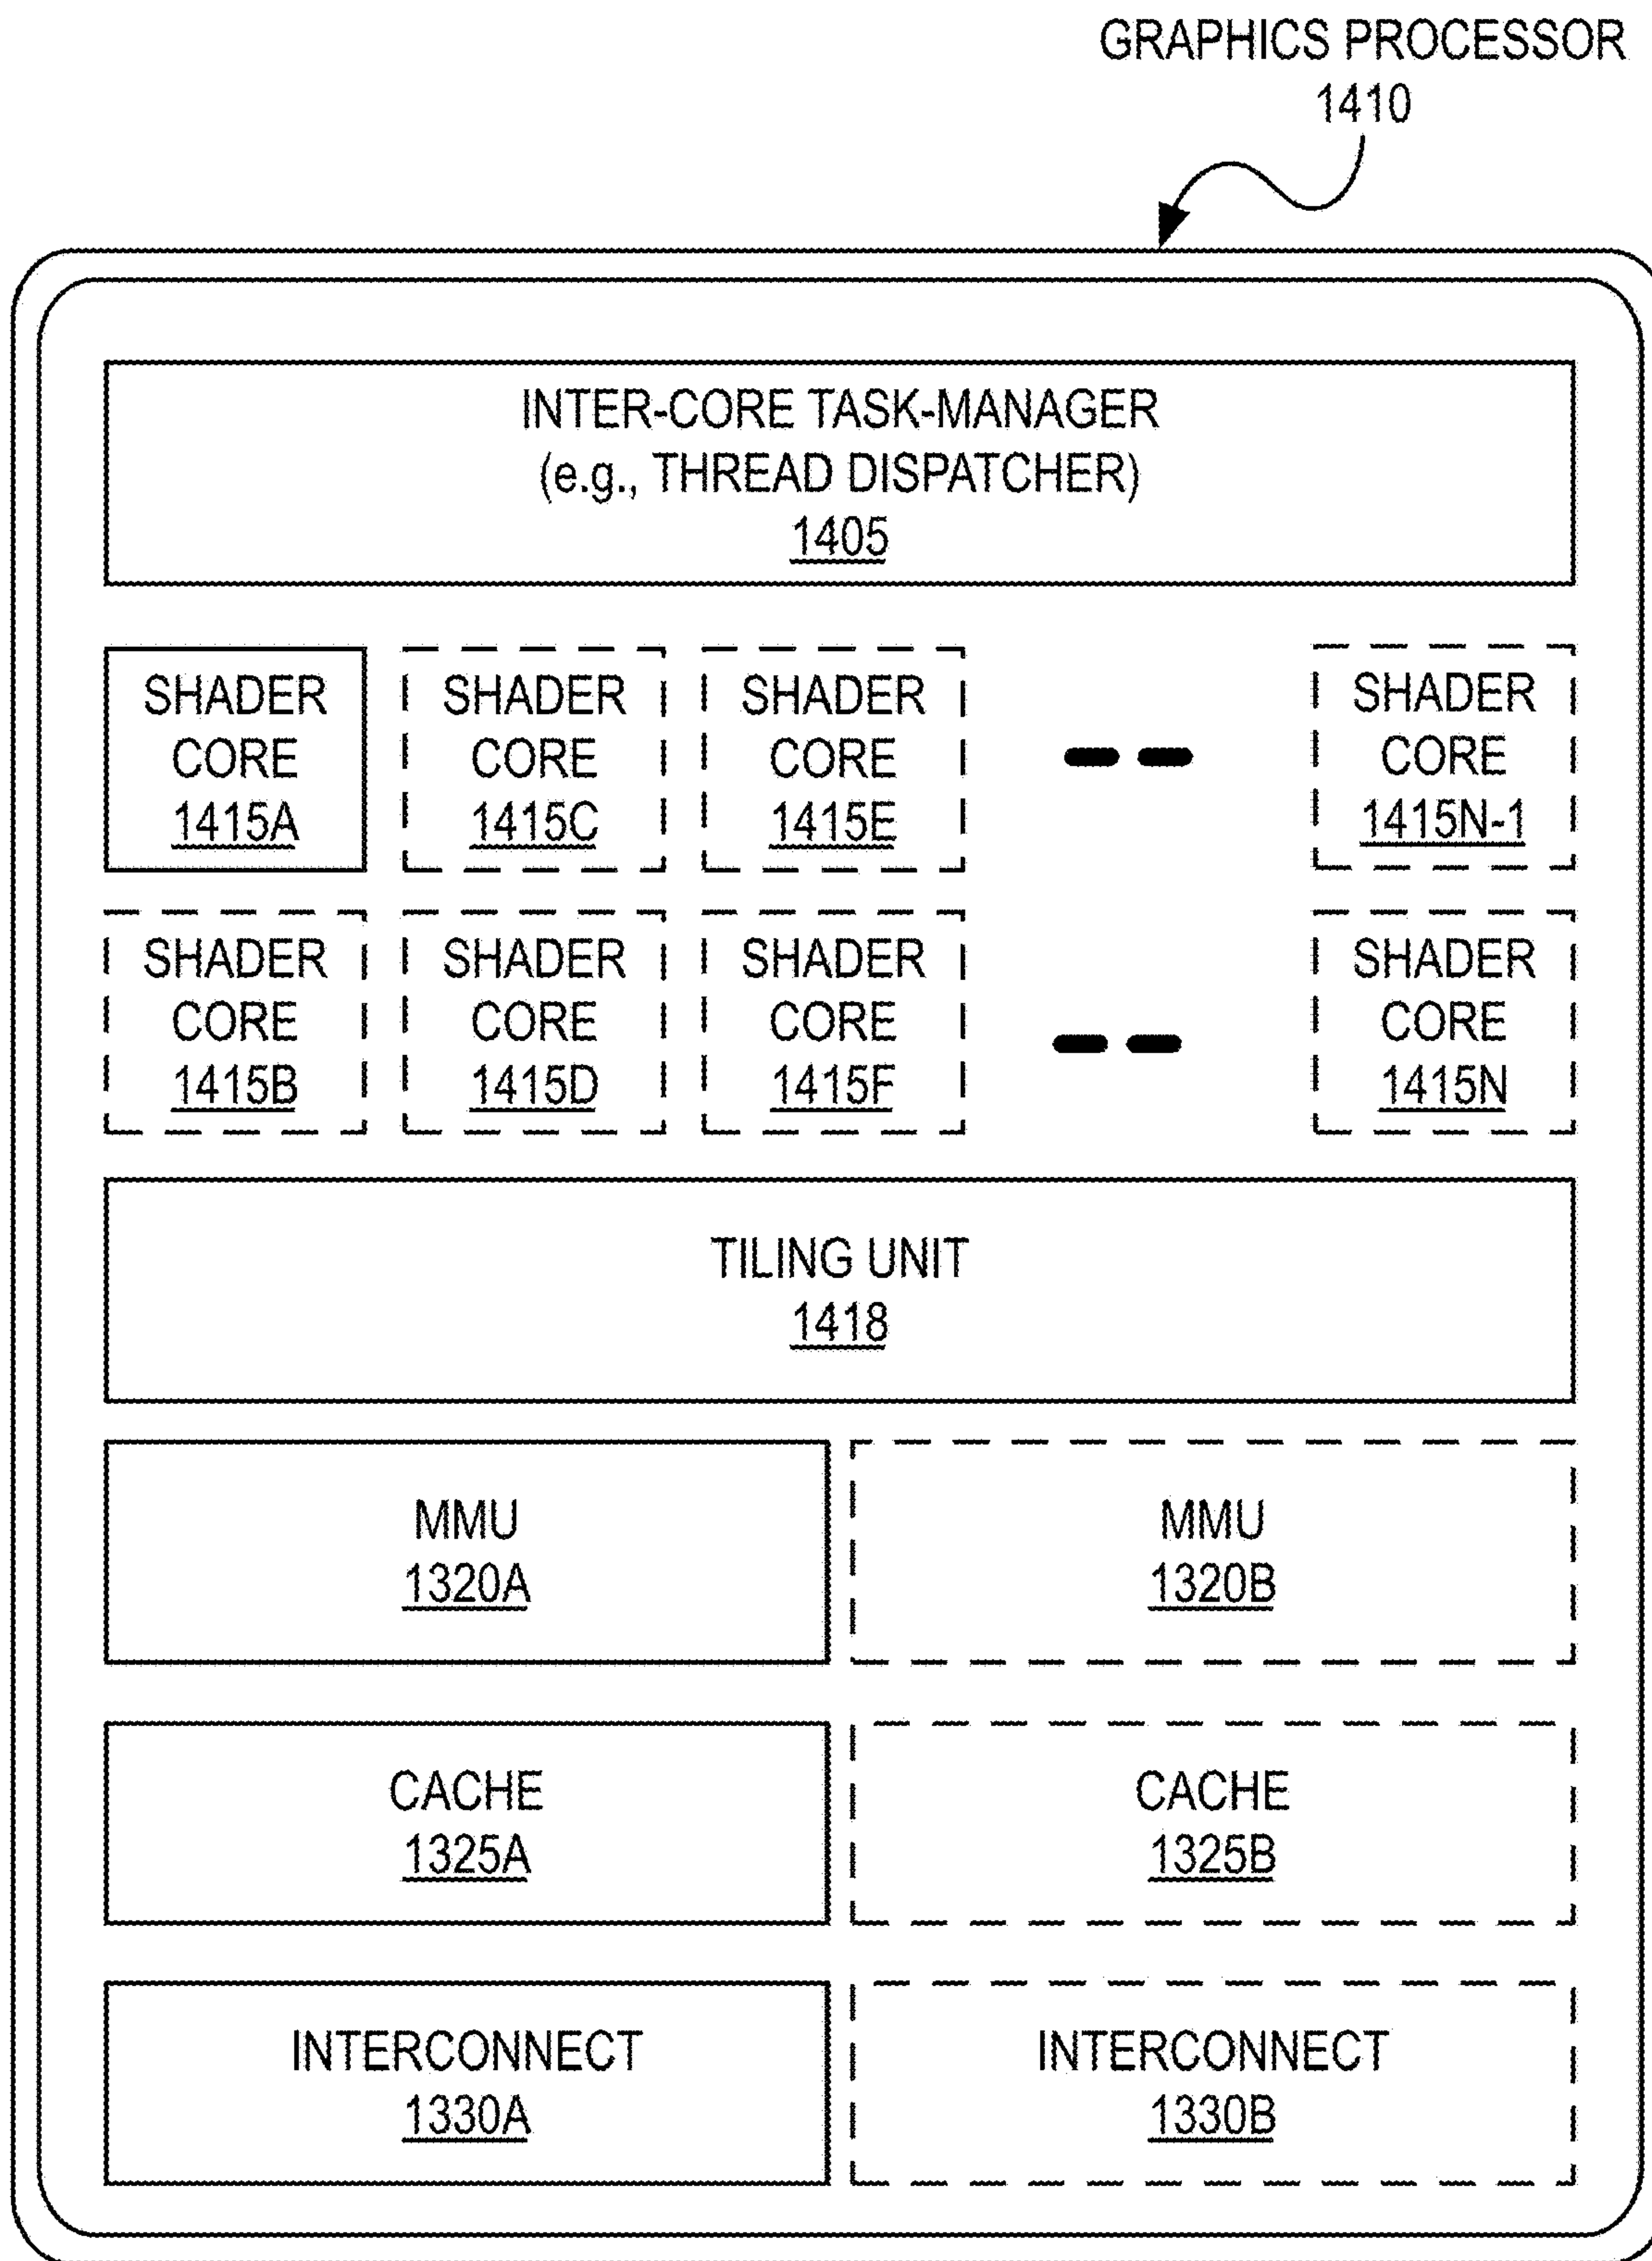 GRAPHICS PROCESSOR
1410
INTER-CORE TASK-MANAGER
(e.g., THREAD DISPATCHER)
1405
SHADER
CORE
1415A
SHADER
CORE
1415C
SHADER
CORE
1415E
SHADER
CORE
1415N-1
SHADER
CORE
1415B
SHADER
CORE
1415D
SHADER
CORE
1415F
SHADER
CORE
1415N
TILING UNIT
1418
MMU
1320A
MMU
1320B
CACHE
1325A
CACHE
1325B
INTERCONNECT
1330A
INTERCONNECT
1330B